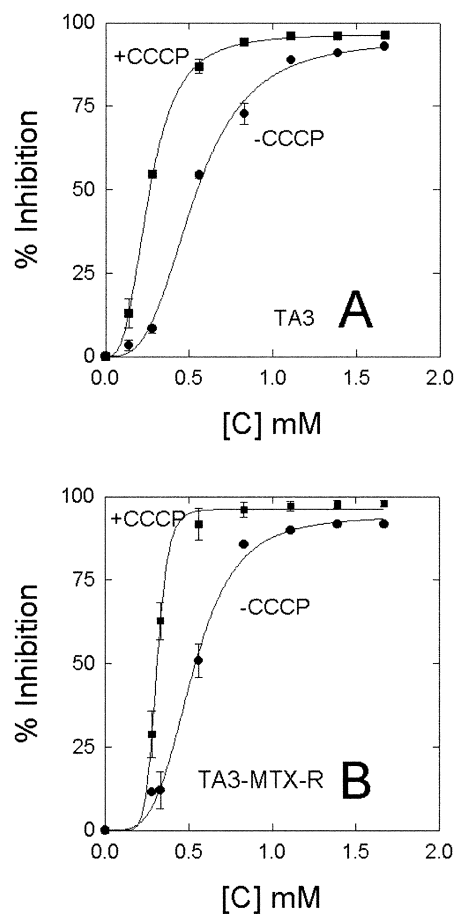 100
+CCCP
75
-CCCP
50
% Inhibition
25
TA3 A
0
0.0 0.5 1.0 1.5 2.0
[C] mM
100
+CCCP
75
-CCCP
50
% Inhibition
25
TA3-MTX-R B
0
0.0 0.5 1.0 1.5 2.0
[C] mM